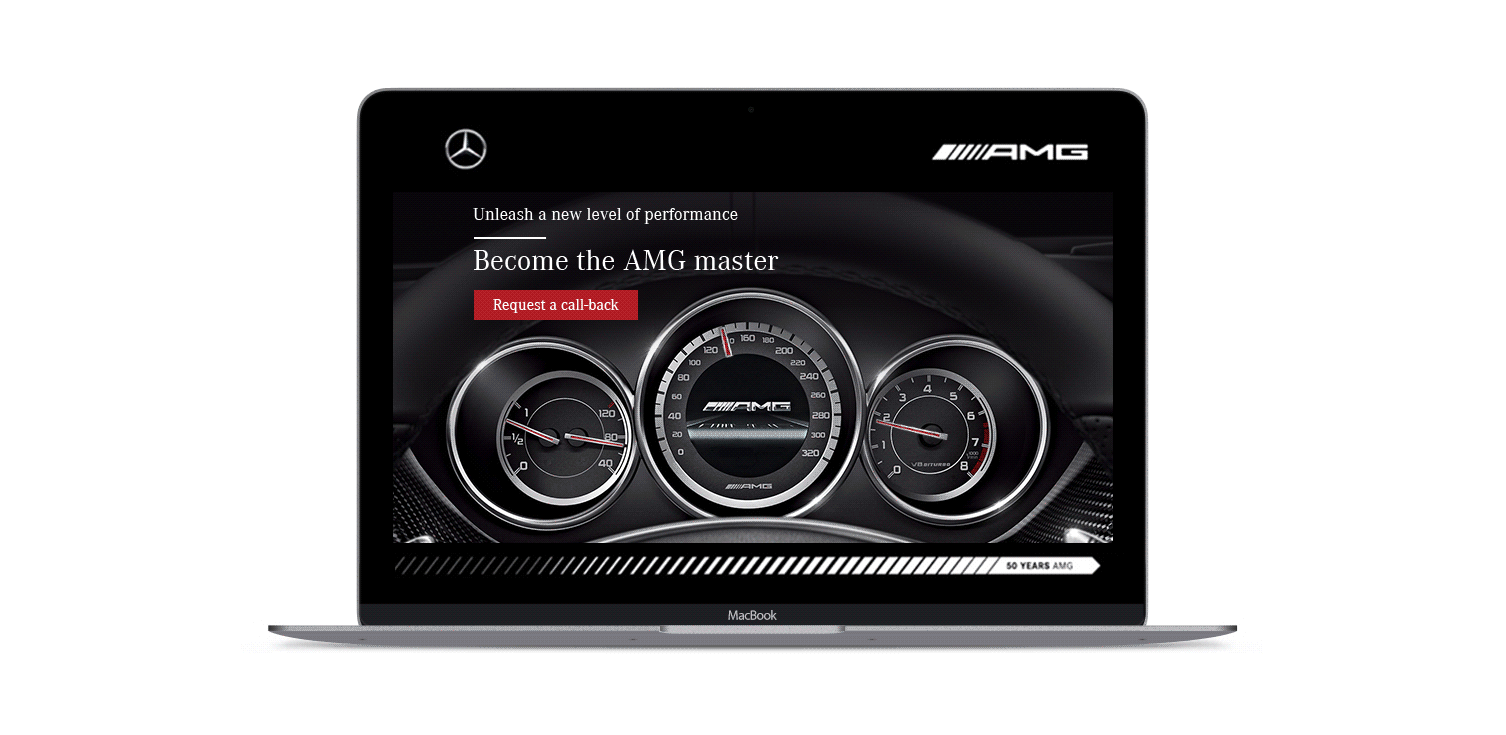 AMG
Unleash a new level of performance
Become the AMG master
Request a call-back
120 160 180
100 200
80 220
60 240
40 260
20 280
0 300
320
AMG
AMG
1 120
1/2 80
0 40
3 4 5
2 6
1 7
0 8
V8 BITURBO
50 YEARS AMG
MacBook